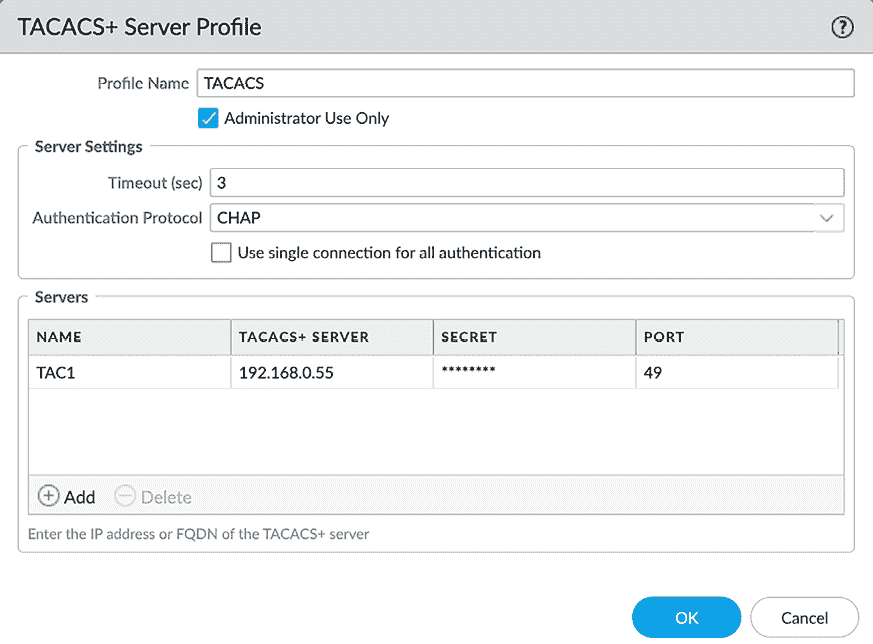 TACACS+ Server Profile
Profile Name TACACS
Administrator Use Only
Server Settings
Timeout (sec) 3
Authentication Protocol CHAP
Use single connection for all authentication
Servers
NAME TACACS+ SERVER SECRET PORT
TAC1 192.168.0.55 ******** 49
Add Delete
Enter the IP address or FQDN of the TACACS+ server
OK Cancel